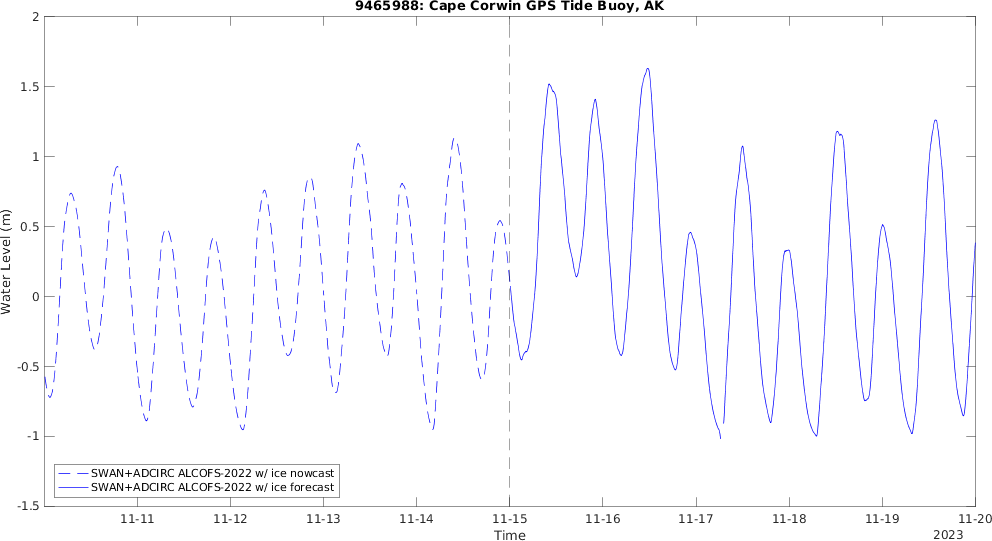 9465988: Cape Corwin GPS Tide Buoy, AK
2
1.5
1
0.5
0
-0.5
-1
-1.5
Water Level (m)
SWAN+ADCIRC ALCOFS-2022 w/ ice nowcast
SWAN+ADCIRC ALCOFS-2022 w/ ice forecast
11-11 11-12 11-13 11-14 11-15 11-16 11-17 11-18 11-19 11-20
Time
2023